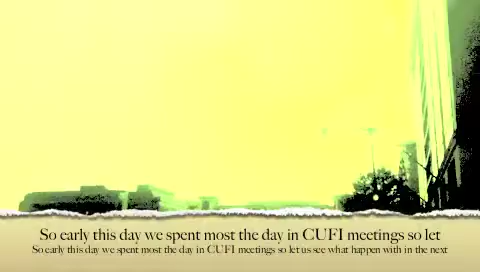 So early this day we spent most the day in CUFI meetings so let
So early this day we spent most the day in CUFI meetings so let us see what happen with in the next